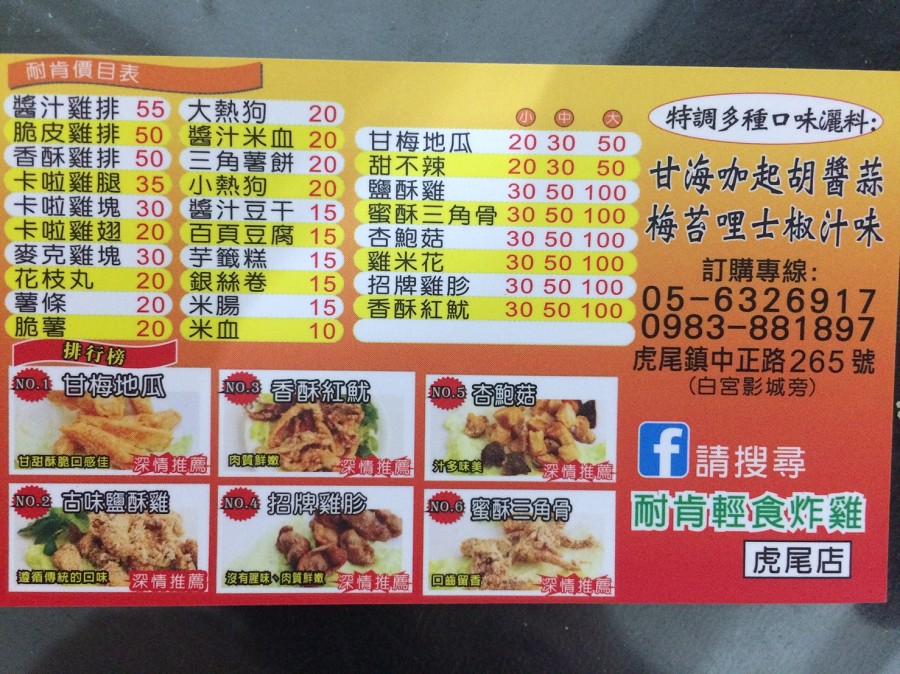 耐肯價目表
醬汁雞排 55
脆皮雞排 50
香酥雞排 50
卡啦雞腿 35
卡啦雞塊 30
卡啦雞翅 20
麥克雞塊 30
花枝丸 20
薯條 20
脆薯 20
大熱狗 20
醬汁米血 20
三角薯餅 20
小熱狗 20
醬汁豆干 15
百頁豆腐 15
芋籤糕 15
銀絲卷 15
米腸 15
米血 10
小 中 大
甘梅地瓜 20 30 50
甜不辣 20 30 50
鹽酥雞 30 50 100
蜜酥三角骨 30 50 100
杏鮑菇 30 50 100
雞米花 30 50 100
招牌雞胗 30 50 100
香酥紅魷 30 50 100
特調多種口味灑料:
甘海咖起胡醬蒜
梅苔哩士椒汁味
訂購專線:
05-6326917
0983-881897
虎尾鎮中正路265號
(白宮影城旁)
f 請搜尋
耐肯輕食炸雞
虎尾店
排行榜
NO.1 甘梅地瓜
甘甜酥脆口感佳 深情推薦
NO.3 香酥紅魷
肉質鮮嫩 深情推薦
NO.5 杏鮑菇
汁多味美 深情推薦
NO.2 古味鹽酥雞
遵循傳統的口味 深情推薦
NO.4 招牌雞胗
沒有腥味、肉質鮮嫩 深情推薦
NO.6 蜜酥三角骨
口齒留香 深情推薦